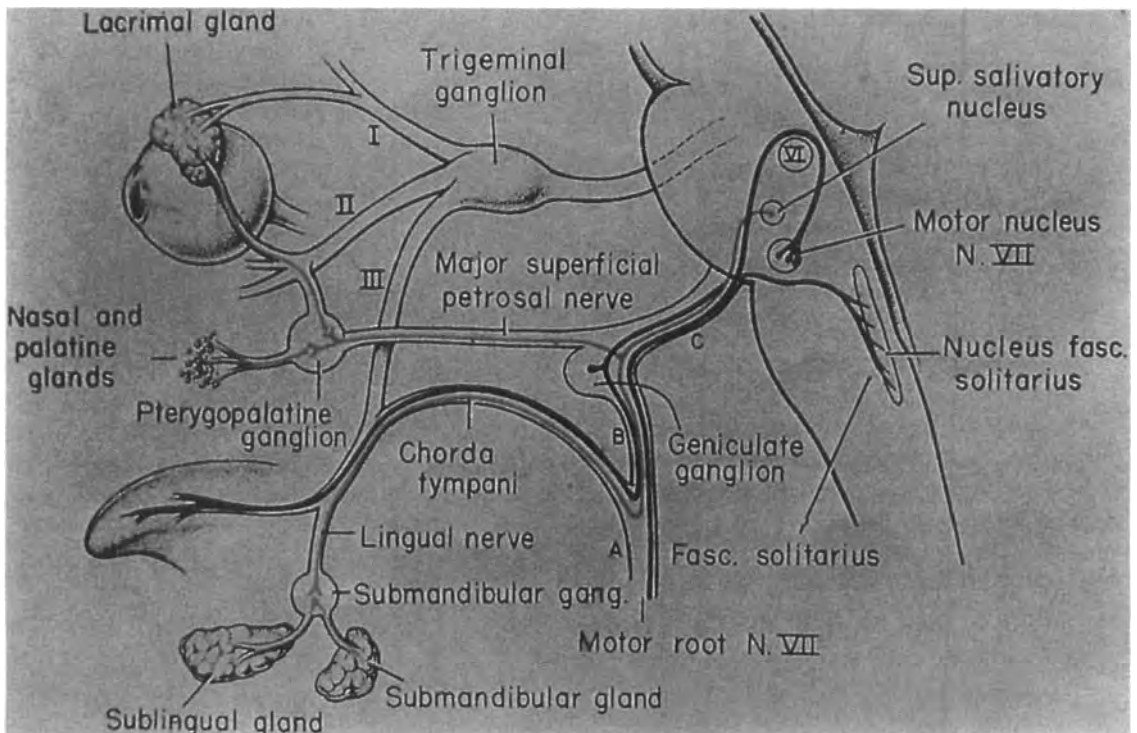 Lacrimal gland
Trigeminal
ganglion
Sup. salivatory
nucleus
I
VI
II
Motor nucleus
N. VII
III
Major superficial
petrosal nerve
Nasal and
palatine
glands
C
Nucleus fasc.
solitarius
Pterygopalatine
ganglion
B
Geniculate
ganglion
Chorda
tympani
Lingual nerve
A
Fasc. solitarius
Submandibular gang.
Motor root N. VII
Submandibular gland
Sublingual gland